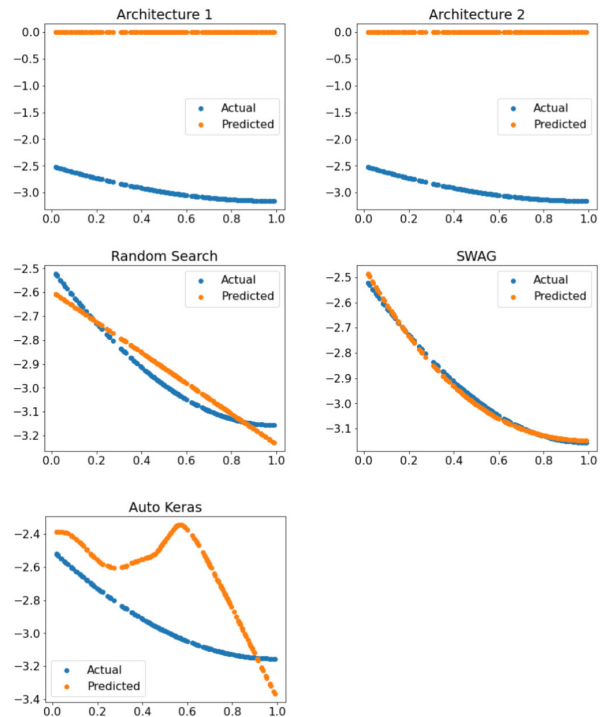 Architecture 1
0.0
−0.5
−1.0
−1.5
−2.0
−2.5
−3.0
Actual
Predicted
0.0 0.2 0.4 0.6 0.8 1.0
Architecture 2
0.0
−0.5
−1.0
−1.5
−2.0
−2.5
−3.0
Actual
Predicted
0.0 0.2 0.4 0.6 0.8 1.0
Random Search
−2.5
−2.6
−2.7
−2.8
−2.9
−3.0
−3.1
−3.2
Actual
Predicted
0.0 0.2 0.4 0.6 0.8 1.0
SWAG
−2.5
−2.6
−2.7
−2.8
−2.9
−3.0
−3.1
Actual
Predicted
0.0 0.2 0.4 0.6 0.8 1.0
Auto Keras
−2.4
−2.6
−2.8
−3.0
−3.2
−3.4
Actual
Predicted
0.0 0.2 0.4 0.6 0.8 1.0